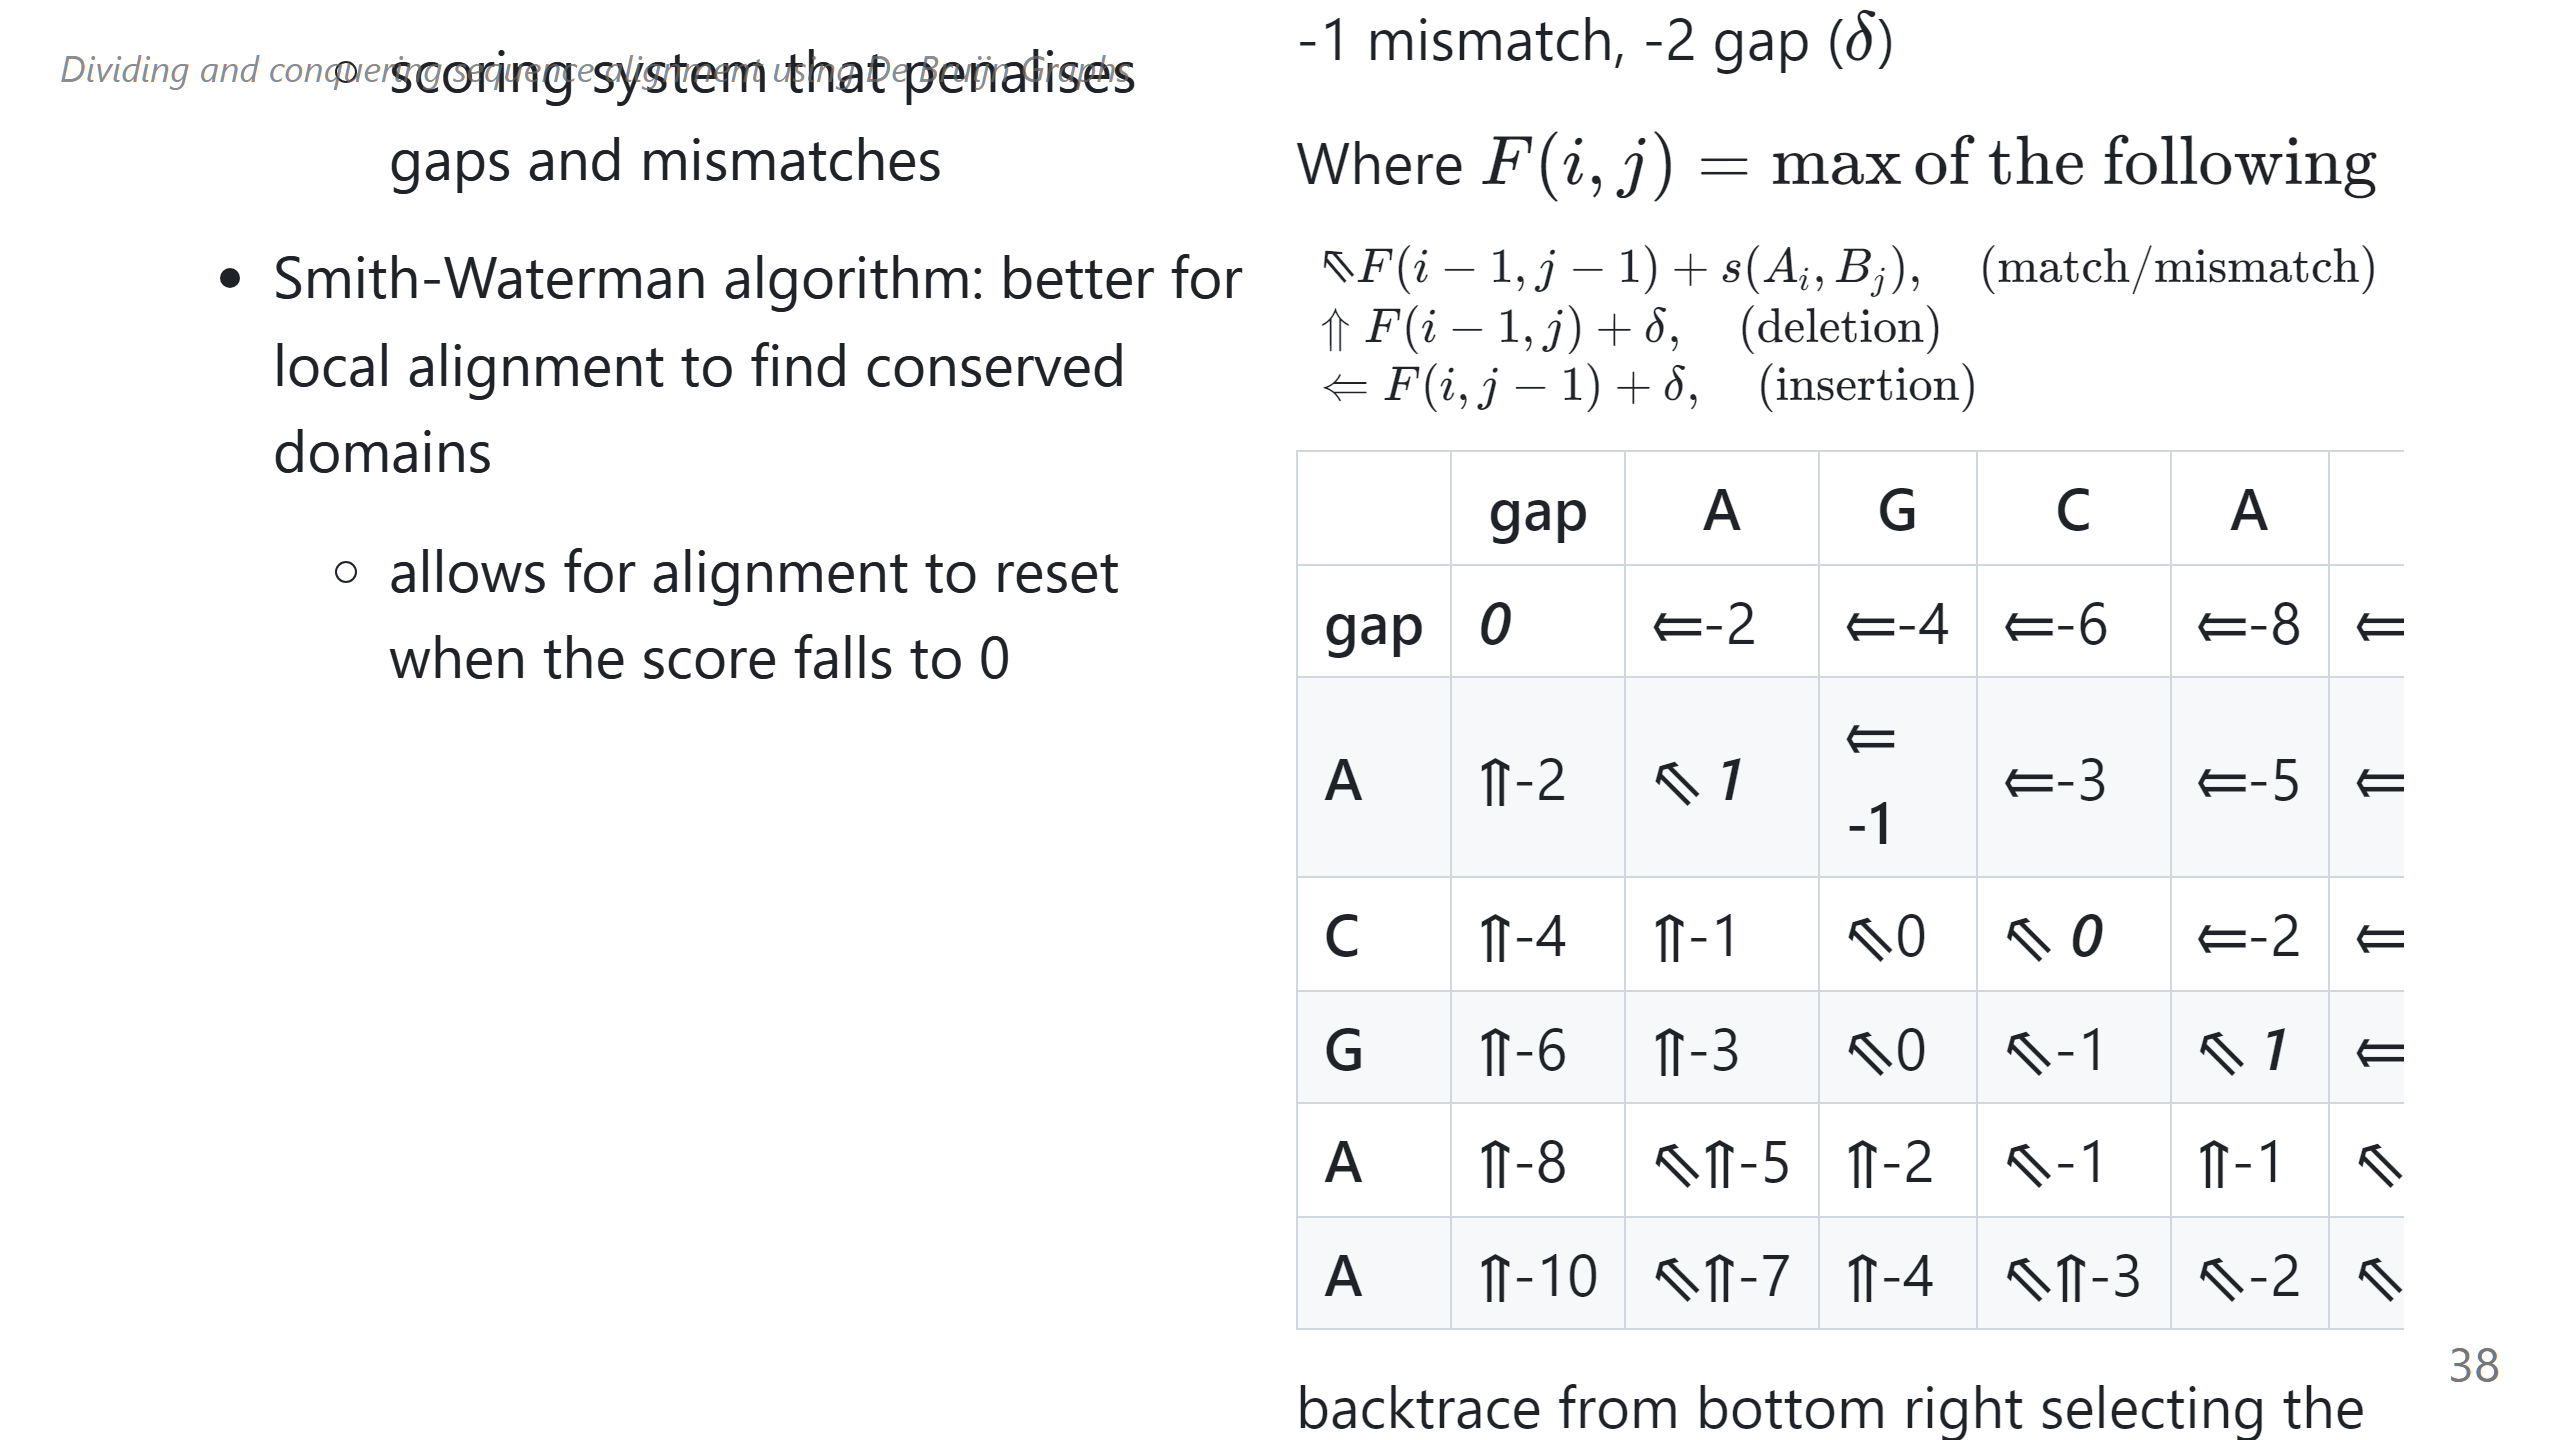 Dividing and conquering sequence alignment using De Bruijn Graphs
○ scoring system that penalises
gaps and mismatches
• Smith-Waterman algorithm: better for
local alignment to find conserved
domains
○ allows for alignment to reset
when the score falls to 0
-1 mismatch, -2 gap (δ)
Where F(i, j) = max of the following
⇖F(i − 1, j − 1) + s(A_i, B_j), (match/mismatch)
⇑ F(i − 1, j) + δ, (deletion)
⇐ F(i, j − 1) + δ, (insertion)
gap A G C A
gap 0 ⇐-2 ⇐-4 ⇐-6 ⇐-8 ⇐
A ⇑-2 ⇖ 1 ⇐ -1 ⇐-3 ⇐-5 ⇐
C ⇑-4 ⇑-1 ⇖0 ⇖ 0 ⇐-2 ⇐
G ⇑-6 ⇑-3 ⇖0 ⇖-1 ⇖ 1 ⇐
A ⇑-8 ⇖⇑-5 ⇑-2 ⇖-1 ⇑-1 ⇖
A ⇑-10 ⇖⇑-7 ⇑-4 ⇖⇑-3 ⇖-2 ⇖
backtrace from bottom right selecting the
38